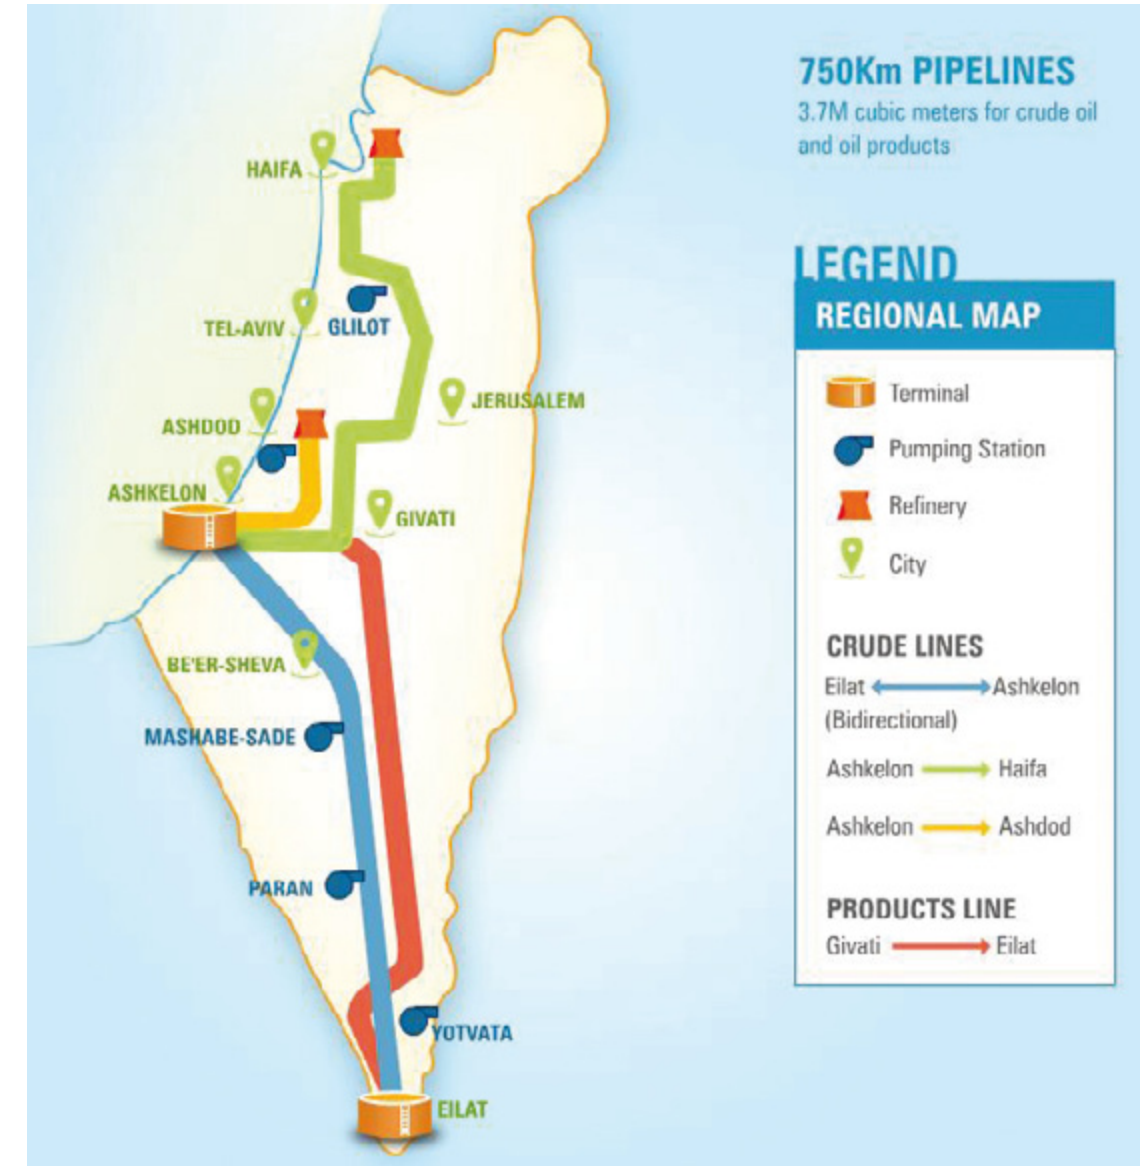 750Km PIPELINES
3.7M cubic meters for crude oil
and oil products
HAIFA
TEL-AVIV
GLILOT
JERUSALEM
ASHDOD
ASHKELON
GIVATI
BE'ER-SHEVA
MASHABE-SADE
PARAN
YOTVATA
EILAT
LEGEND
REGIONAL MAP
Terminal
Pumping Station
Refinery
City
CRUDE LINES
Eilat Ashkelon
(Bidirectional)
Ashkelon Haifa
Ashkelon Ashdod
PRODUCTS LINE
Givati Eilat